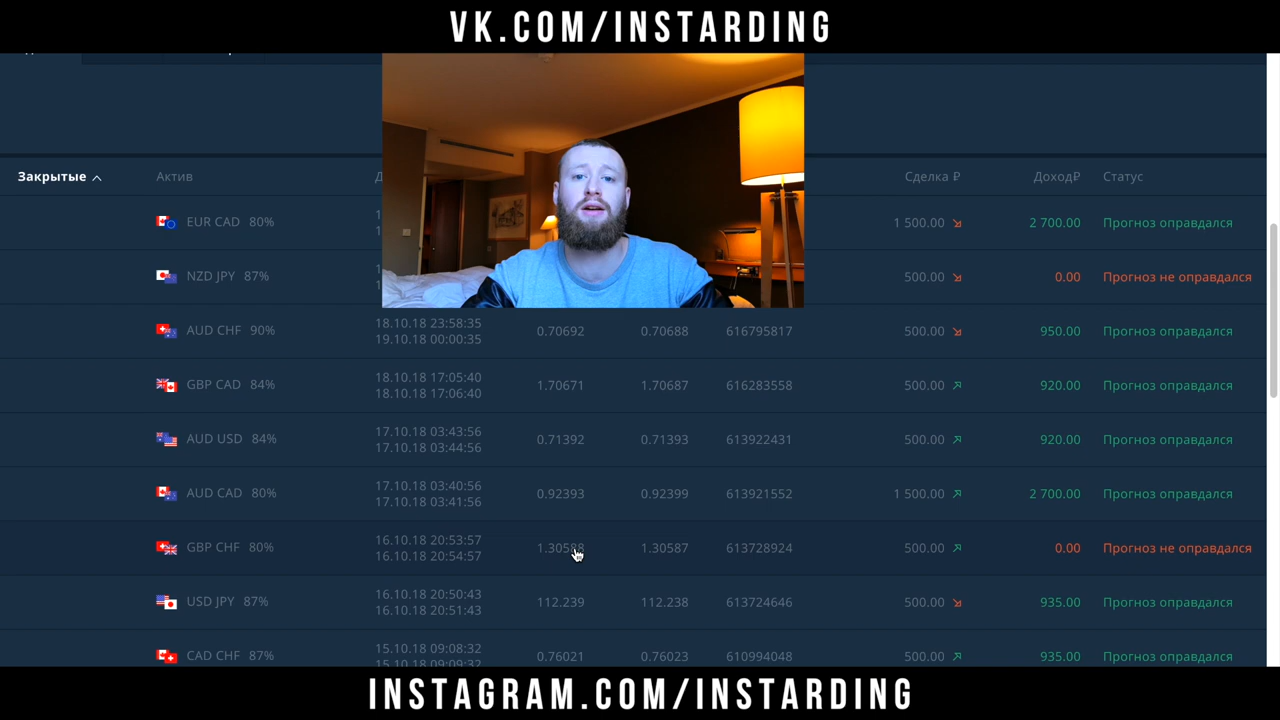 VK.COM/INSTARDING
Закрытые Актив Сделка ₽ Доход₽ Статус
EUR CAD 80% 1 500.00 2 700.00 Прогноз оправдался
NZD JPY 87% 500.00 0.00 Прогноз не оправдался
18.10.18 23:58:35
AUD CHF 90% 0.70692 0.70688 616795817 500.00 950.00 Прогноз оправдался
19.10.18 00:00:35
18.10.18 17:05:40
GBP CAD 84% 1.70671 1.70687 616283558 500.00 920.00 Прогноз оправдался
18.10.18 17:06:40
17.10.18 03:43:56
AUD USD 84% 0.71392 0.71393 613922431 500.00 920.00 Прогноз оправдался
17.10.18 03:44:56
17.10.18 03:40:56
AUD CAD 80% 0.92393 0.92399 613921552 1 500.00 2 700.00 Прогноз оправдался
17.10.18 03:41:56
16.10.18 20:53:57
GBP CHF 80% 1.30588 1.30587 613728924 500.00 0.00 Прогноз не оправдался
16.10.18 20:54:57
16.10.18 20:50:43
USD JPY 87% 112.239 112.238 613724646 500.00 935.00 Прогноз оправдался
16.10.18 20:51:43
15.10.18 09:08:32
CAD CHF 87% 0.76021 0.76023 610994048 500.00 935.00 Прогноз оправдался
15.10.18 09:09:32
INSTAGRAM.COM/INSTARDING